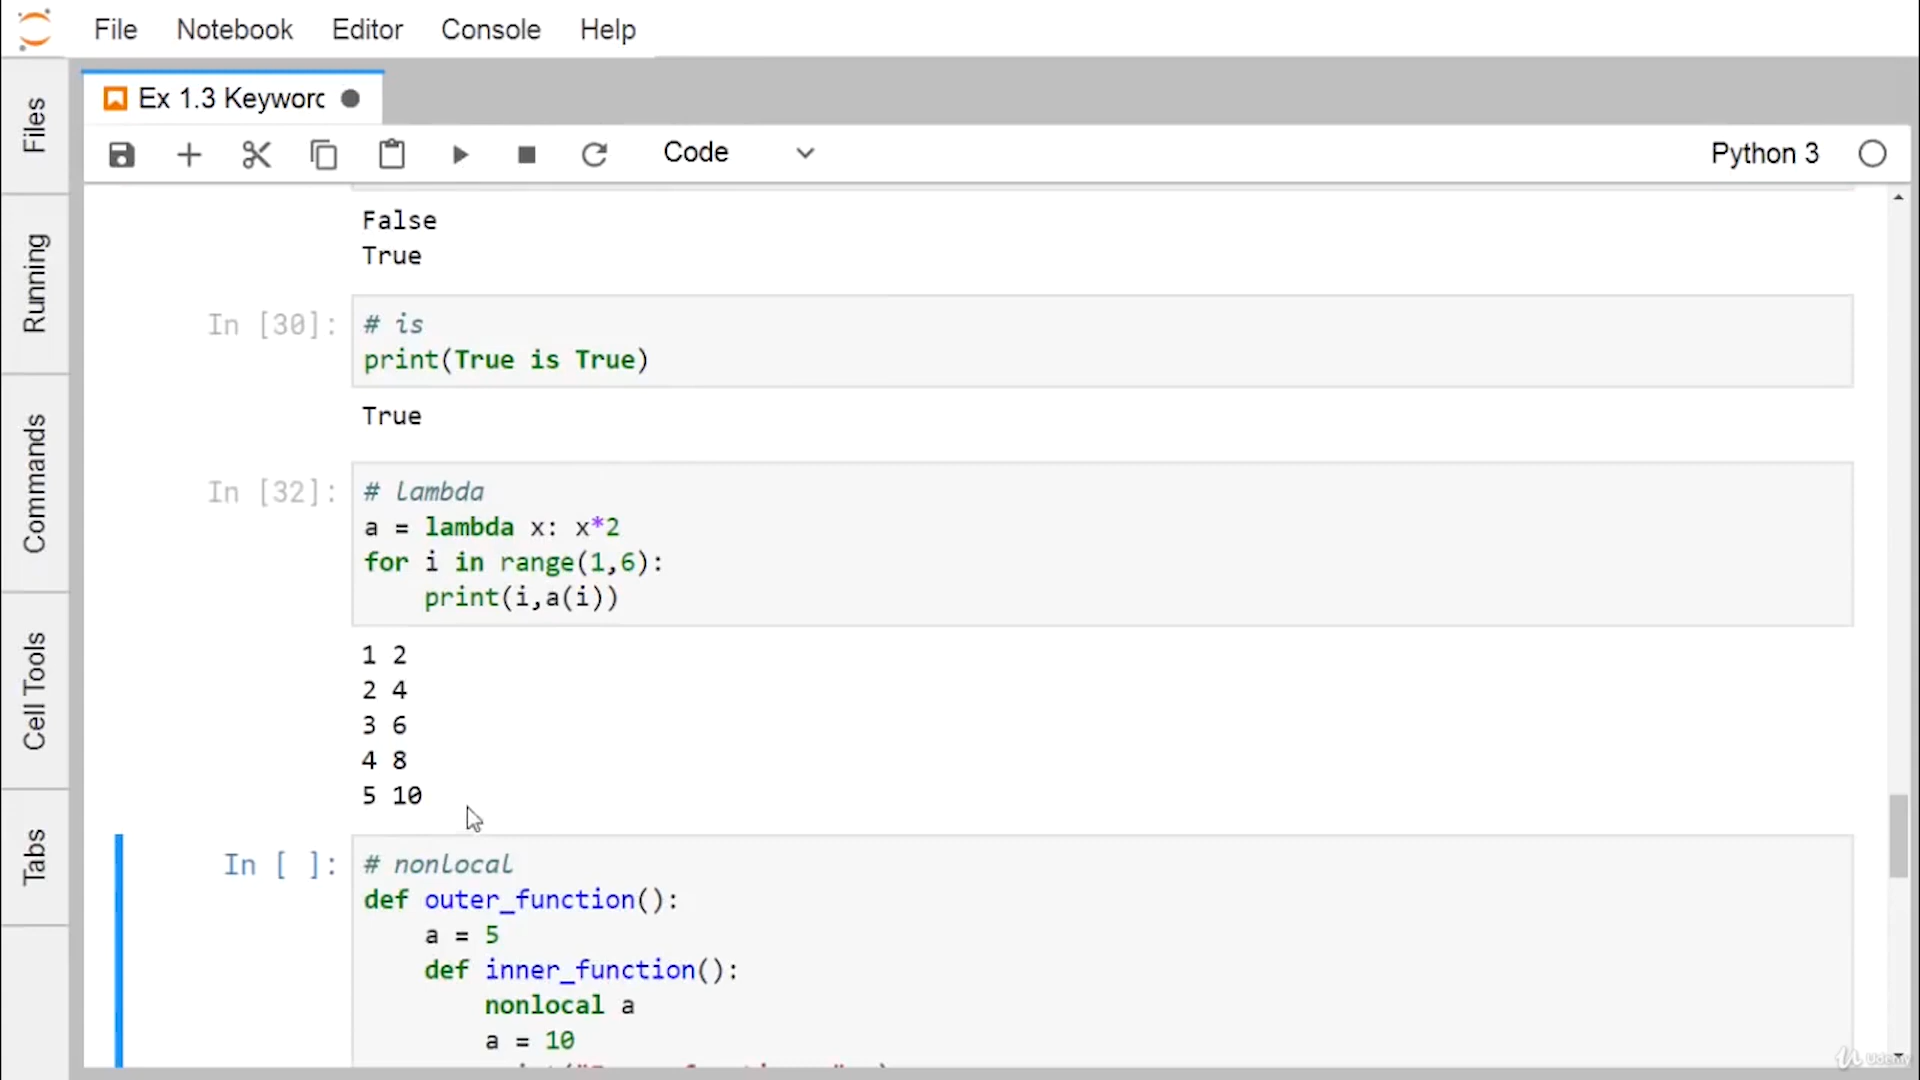 File Notebook Editor Console Help
Ex 1.3 Keyword
Code
Python 3
Files
Running
Commands
Cell Tools
Tabs
False
True
In [30]:
# is
print(True is True)
True
In [32]:
# lambda
a = lambda x: x*2
for i in range(1,6):
    print(i,a(i))
1 2
2 4
3 6
4 8
5 10
In [ ]:
# nonlocal
def outer_function():
    a = 5
    def inner_function():
        nonlocal a
        a = 10
Udemy